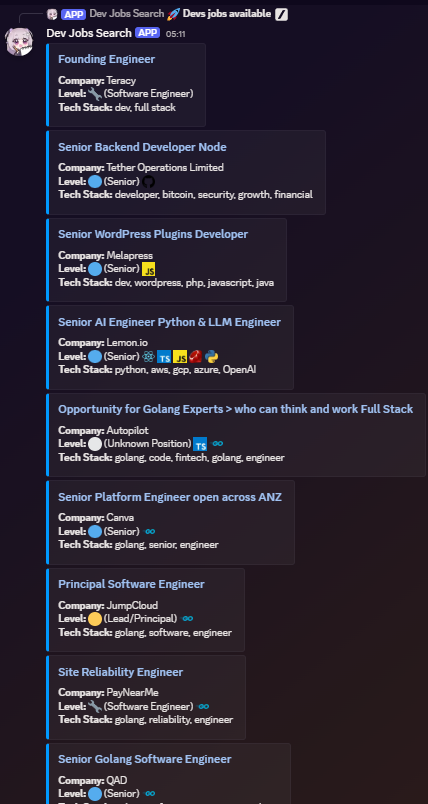 APP Dev Jobs Search 🚀 Devs jobs available
Dev Jobs Search APP 05:11
Founding Engineer
Company: Teracy
Level: 🔧 (Software Engineer)
Tech Stack: dev, full stack
Senior Backend Developer Node
Company: Tether Operations Limited
Level: 🔵 (Senior)
Tech Stack: developer, bitcoin, security, growth, financial
Senior WordPress Plugins Developer
Company: Melapress
Level: 🔵 (Senior) JS
Tech Stack: dev, wordpress, php, javascript, java
Senior AI Engineer Python & LLM Engineer
Company: Lemon.io
Level: 🔵 (Senior) TS JS
Tech Stack: python, aws, gcp, azure, OpenAI
Opportunity for Golang Experts > who can think and work Full Stack
Company: Autopilot
Level: ⚪ (Unknown Position) TS GO
Tech Stack: golang, code, fintech, golang, engineer
Senior Platform Engineer open across ANZ
Company: Canva
Level: 🔵 (Senior) GO
Tech Stack: golang, senior, engineer
Principal Software Engineer
Company: JumpCloud
Level: 🟡 (Lead/Principal) GO
Tech Stack: golang, software, engineer
Site Reliability Engineer
Company: PayNearMe
Level: 🔧 (Software Engineer) GO
Tech Stack: golang, reliability, engineer
Senior Golang Software Engineer
Company: QAD
Level: 🔵 (Senior) GO